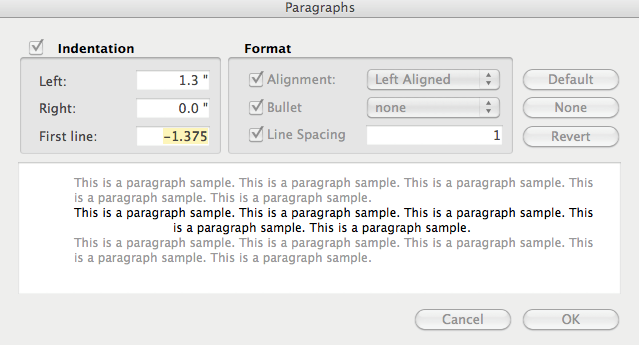 Paragraphs
Indentation
Left: 1.3 "
Right: 0.0 "
First line: -1.375
Format
Alignment: Left Aligned
Bullet none
Line Spacing 1
Default
None
Revert
This is a paragraph sample. This is a paragraph sample. This is a paragraph sample. This
is a paragraph sample. This is a paragraph sample.
This is a paragraph sample. This is a paragraph sample. This is a paragraph sample. This
is a paragraph sample. This is a paragraph sample.
This is a paragraph sample. This is a paragraph sample. This is a paragraph sample. This
is a paragraph sample. This is a paragraph sample.
Cancel OK